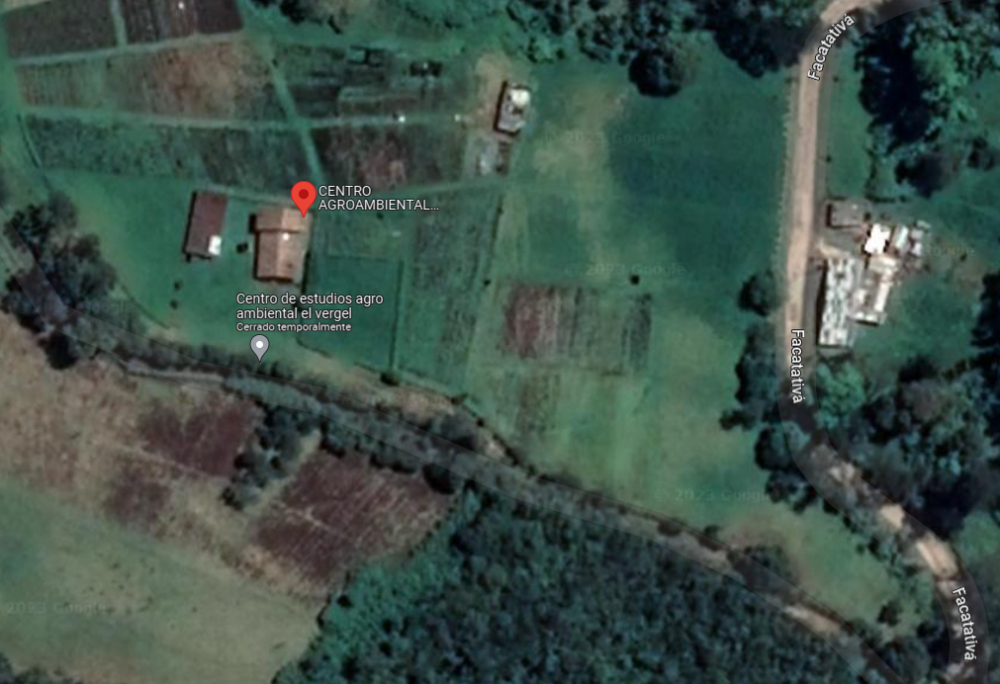 Facatativá
© 2023 Google
CENTRO
AGROAMBIENTAL...
Google
© 2023 Google
Centro de estudios agro
ambiental el vergel
Cerrado temporalmente
Facatativá
© 2023 Google
2023 Google
Facatativá